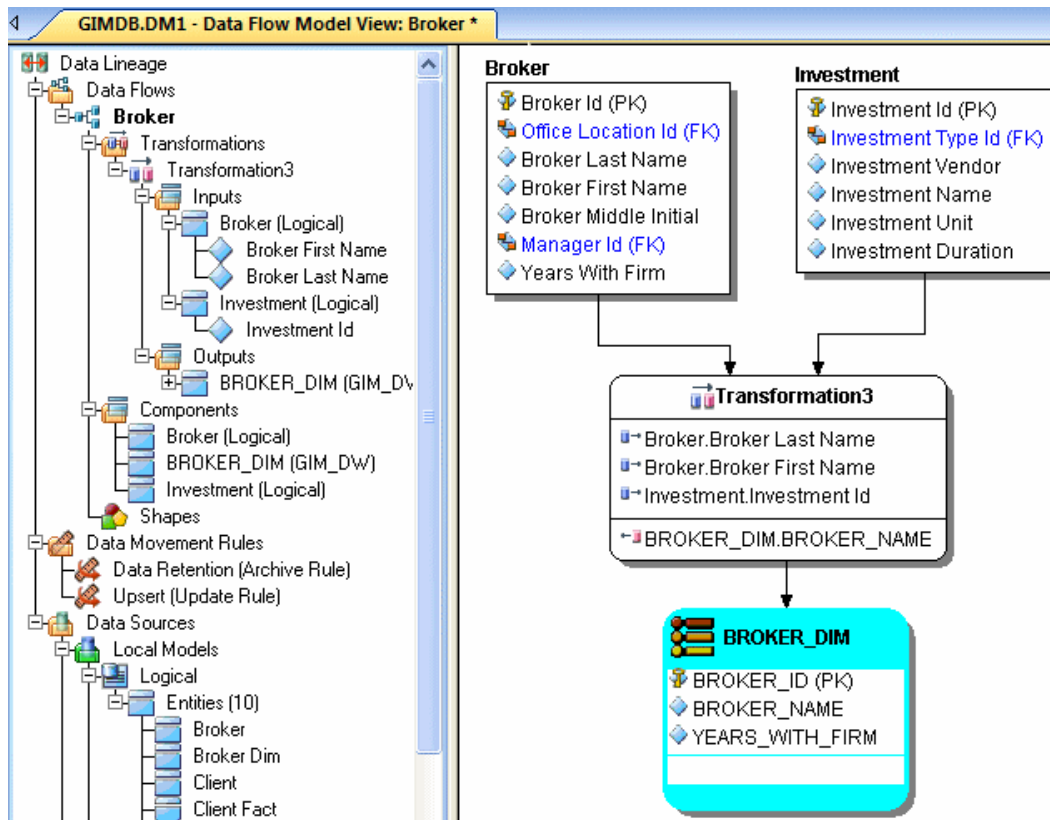 GIMDB.DM1 - Data Flow Model View: Broker *
Data Lineage
Data Flows
Broker
Transformations
Transformation3
Inputs
Broker (Logical)
Broker First Name
Broker Last Name
Investment (Logical)
Investment Id
Outputs
BROKER_DIM (GIM_DV
Components
Broker (Logical)
BROKER_DIM (GIM_DW)
Investment (Logical)
Shapes
Data Movement Rules
Data Retention (Archive Rule)
Upsert (Update Rule)
Data Sources
Local Models
Logical
Entities (10)
Broker
Broker Dim
Client
Client Fact
Broker
Broker Id (PK)
Office Location Id (FK)
Broker Last Name
Broker First Name
Broker Middle Initial
Manager Id (FK)
Years With Firm
Investment
Investment Id (PK)
Investment Type Id (FK)
Investment Vendor
Investment Name
Investment Unit
Investment Duration
Transformation3
Broker.Broker Last Name
Broker.Broker First Name
Investment.Investment Id
BROKER_DIM.BROKER_NAME
BROKER_DIM
BROKER_ID (PK)
BROKER_NAME
YEARS_WITH_FIRM